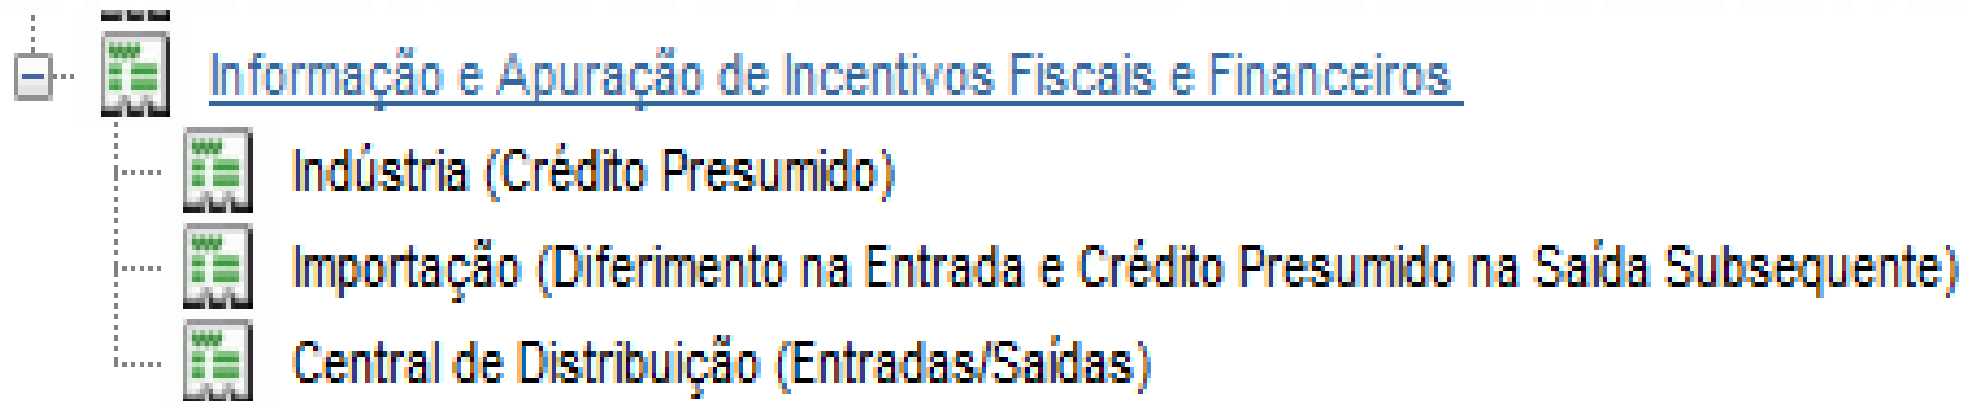 Informação e Apuração de Incentivos Fiscais e Financeiros
Indústria (Crédito Presumido)
Importação (Diferimento na Entrada e Crédito Presumido na Saída Subsequente)
Central de Distribuição (Entradas/Saídas)